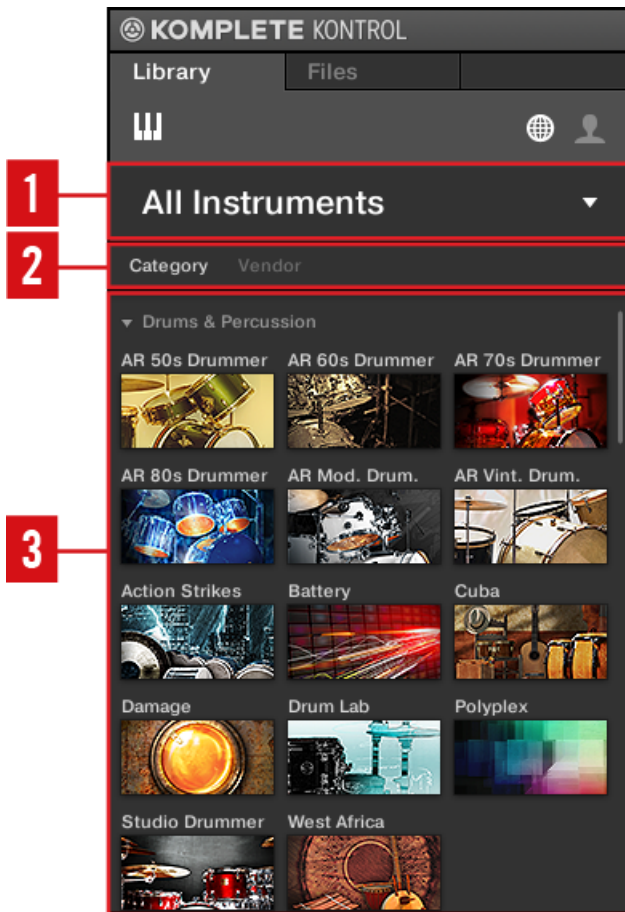 KOMPLETE KONTROL
Library Files
1
All Instruments
2
Category Vendor
3
Drums & Percussion
AR 50s Drummer AR 60s Drummer AR 70s Drummer
AR 80s Drummer AR Mod. Drum. AR Vint. Drum.
Action Strikes Battery Cuba
Damage Drum Lab Polyplex
Studio Drummer West Africa